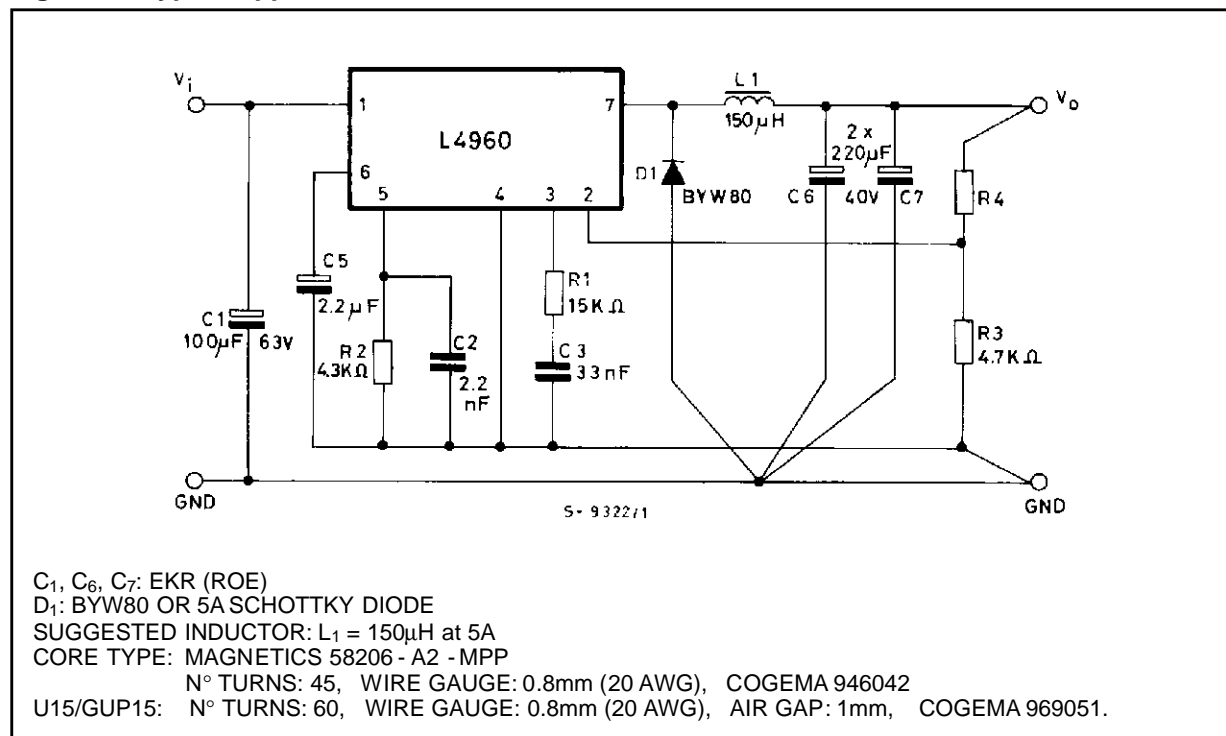 Vi
1
7
L1
150µH
Vo
L4960
2 x
220µF
6
5
4
3
2
D1
BYW80
C6
40V
C7
R4
C5
2.2µF
R1
15KΩ
C1
100µF
63V
R2
4.3KΩ
C2
2.2
nF
C3
33nF
R3
4.7KΩ
GND
GND
S-9322/1
C1, C6, C7: EKR (ROE)
D1: BYW80 OR 5A SCHOTTKY DIODE
SUGGESTED INDUCTOR: L1 = 150µH at 5A
CORE TYPE: MAGNETICS 58206 - A2 - MPP
N° TURNS: 45, WIRE GAUGE: 0.8mm (20 AWG), COGEMA 946042
U15/GUP15: N° TURNS: 60, WIRE GAUGE: 0.8mm (20 AWG), AIR GAP: 1mm, COGEMA 969051.